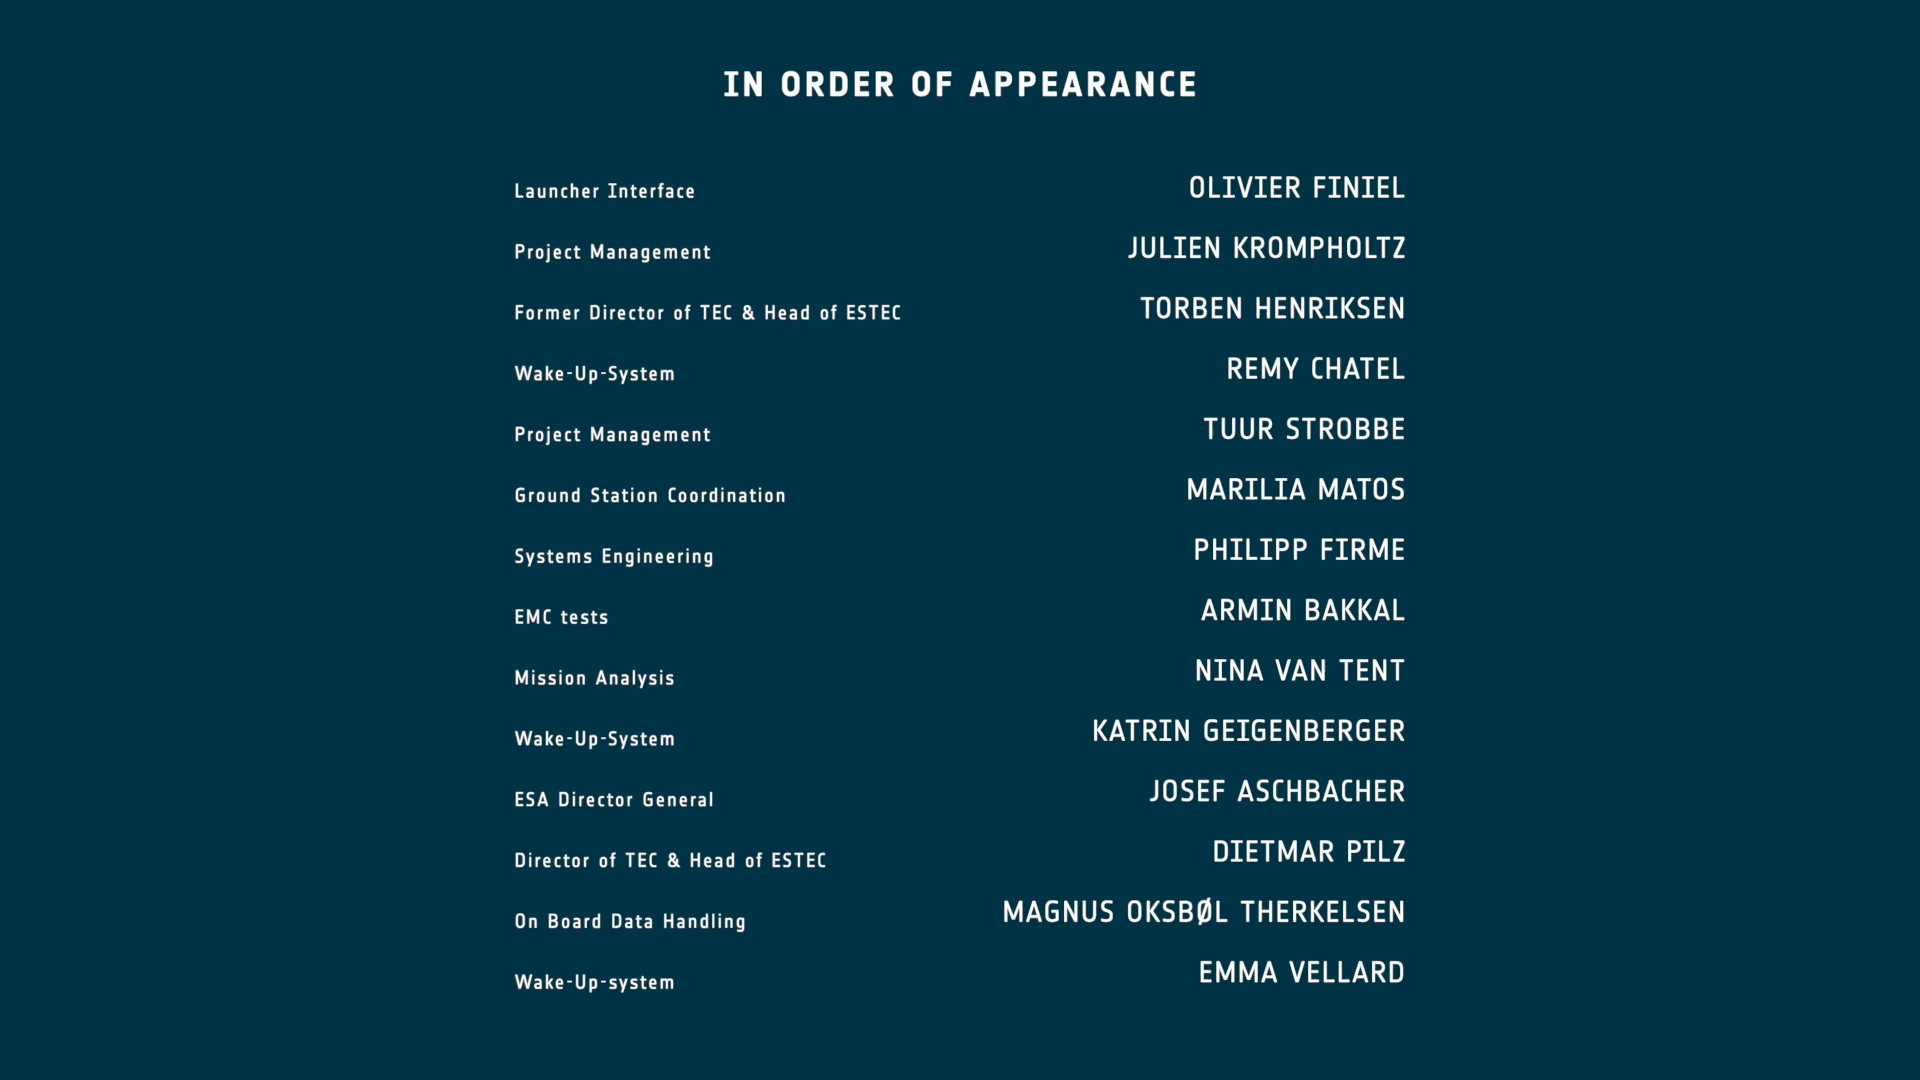 IN ORDER OF APPEARANCE
Launcher Interface OLIVIER FINIEL
Project Management JULIEN KROMPHOLTZ
Former Director of TEC & Head of ESTEC TORBEN HENRIKSEN
Wake-Up-System REMY CHATEL
Project Management TUUR STROBBE
Ground Station Coordination MARILIA MATOS
Systems Engineering PHILIPP FIRME
EMC tests ARMIN BAKKAL
Mission Analysis NINA VAN TENT
Wake-Up-System KATRIN GEIGENBERGER
ESA Director General JOSEF ASCHBACHER
Director of TEC & Head of ESTEC DIETMAR PILZ
On Board Data Handling MAGNUS OKSBØL THERKELSEN
Wake-Up-system EMMA VELLARD